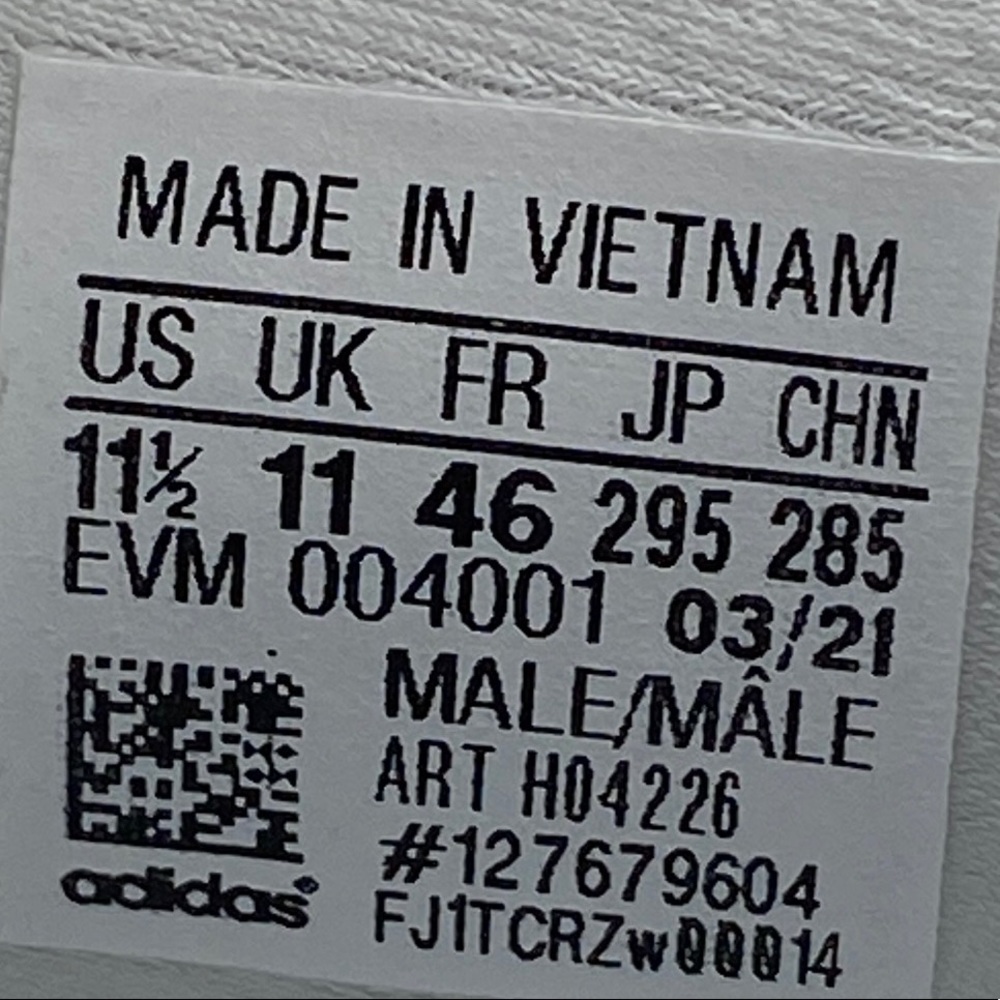 MADE IN VIETNAM
US UK FR JP CHN
11½ 11 46 295 285
EVM 004001 03/21
MALE/MÂLE
ART H04226
#127679604
FJ1TCRZw00014
adidas